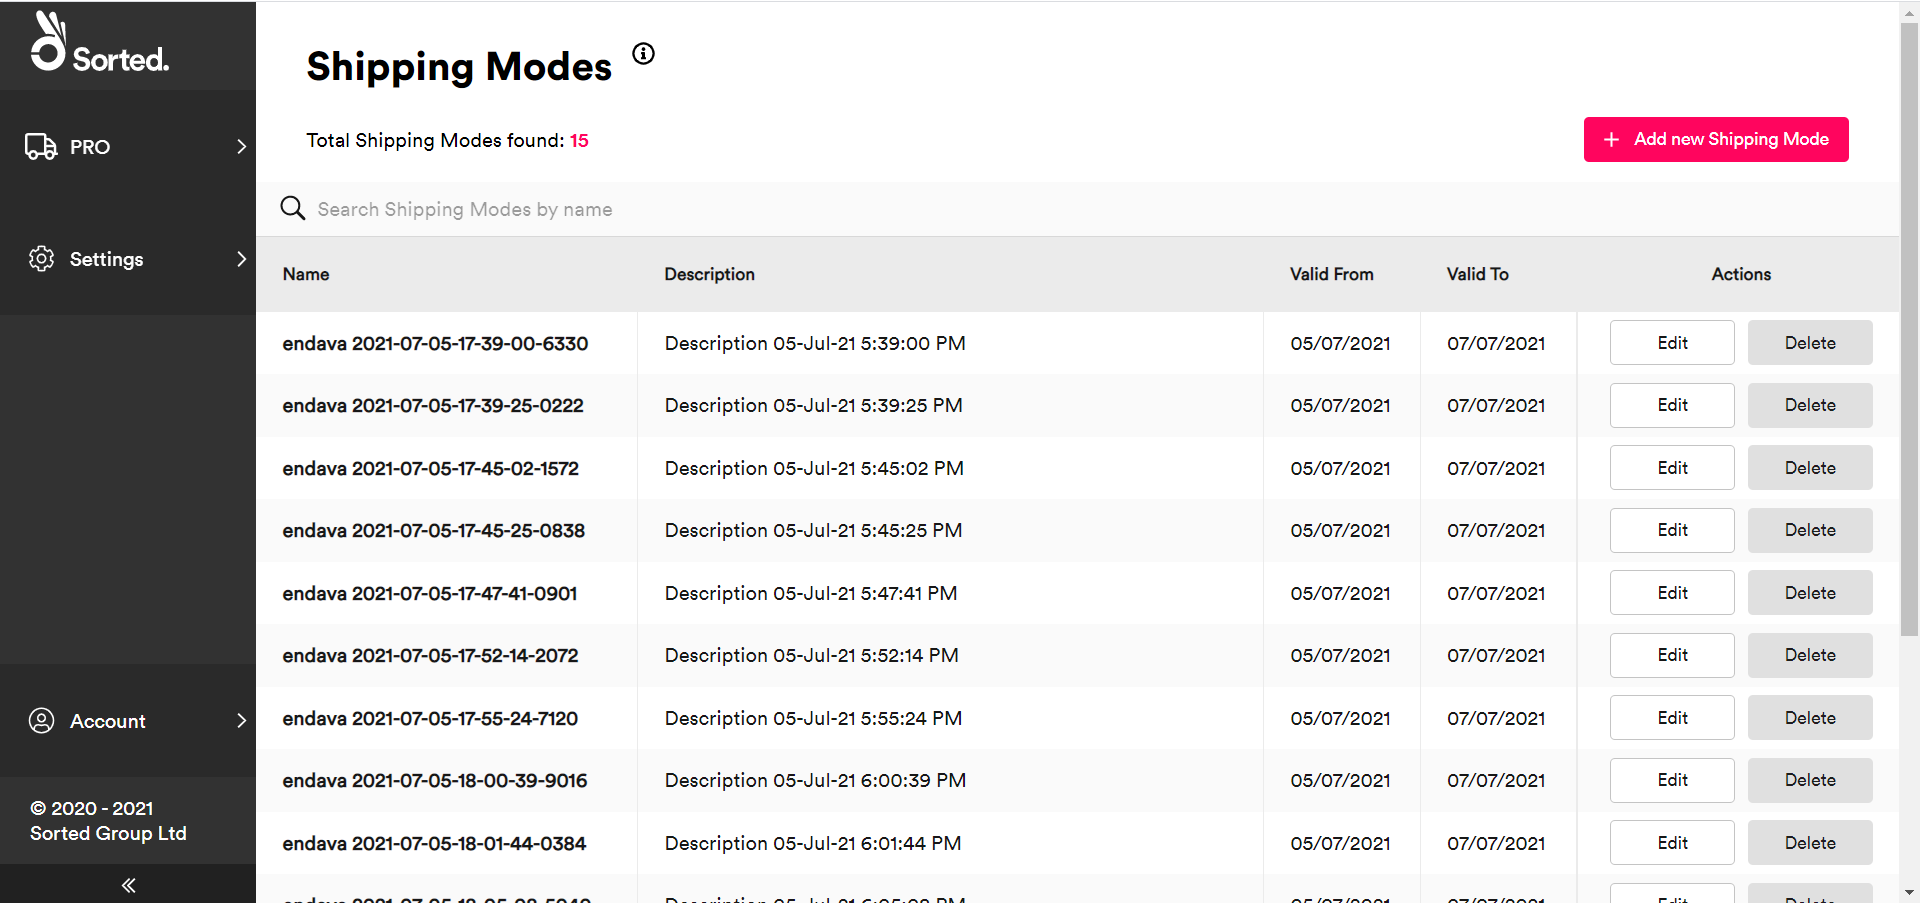 Sorted.
PRO
Settings
Account
© 2020 - 2021
Sorted Group Ltd
Shipping Modes
Total Shipping Modes found: 15
+ Add new Shipping Mode
Search Shipping Modes by name
Name Description Valid From Valid To Actions
endava 2021-07-05-17-39-00-6330 Description 05-Jul-21 5:39:00 PM 05/07/2021 07/07/2021 Edit Delete
endava 2021-07-05-17-39-25-0222 Description 05-Jul-21 5:39:25 PM 05/07/2021 07/07/2021 Edit Delete
endava 2021-07-05-17-45-02-1572 Description 05-Jul-21 5:45:02 PM 05/07/2021 07/07/2021 Edit Delete
endava 2021-07-05-17-45-25-0838 Description 05-Jul-21 5:45:25 PM 05/07/2021 07/07/2021 Edit Delete
endava 2021-07-05-17-47-41-0901 Description 05-Jul-21 5:47:41 PM 05/07/2021 07/07/2021 Edit Delete
endava 2021-07-05-17-52-14-2072 Description 05-Jul-21 5:52:14 PM 05/07/2021 07/07/2021 Edit Delete
endava 2021-07-05-17-55-24-7120 Description 05-Jul-21 5:55:24 PM 05/07/2021 07/07/2021 Edit Delete
endava 2021-07-05-18-00-39-9016 Description 05-Jul-21 6:00:39 PM 05/07/2021 07/07/2021 Edit Delete
endava 2021-07-05-18-01-44-0384 Description 05-Jul-21 6:01:44 PM 05/07/2021 07/07/2021 Edit Delete